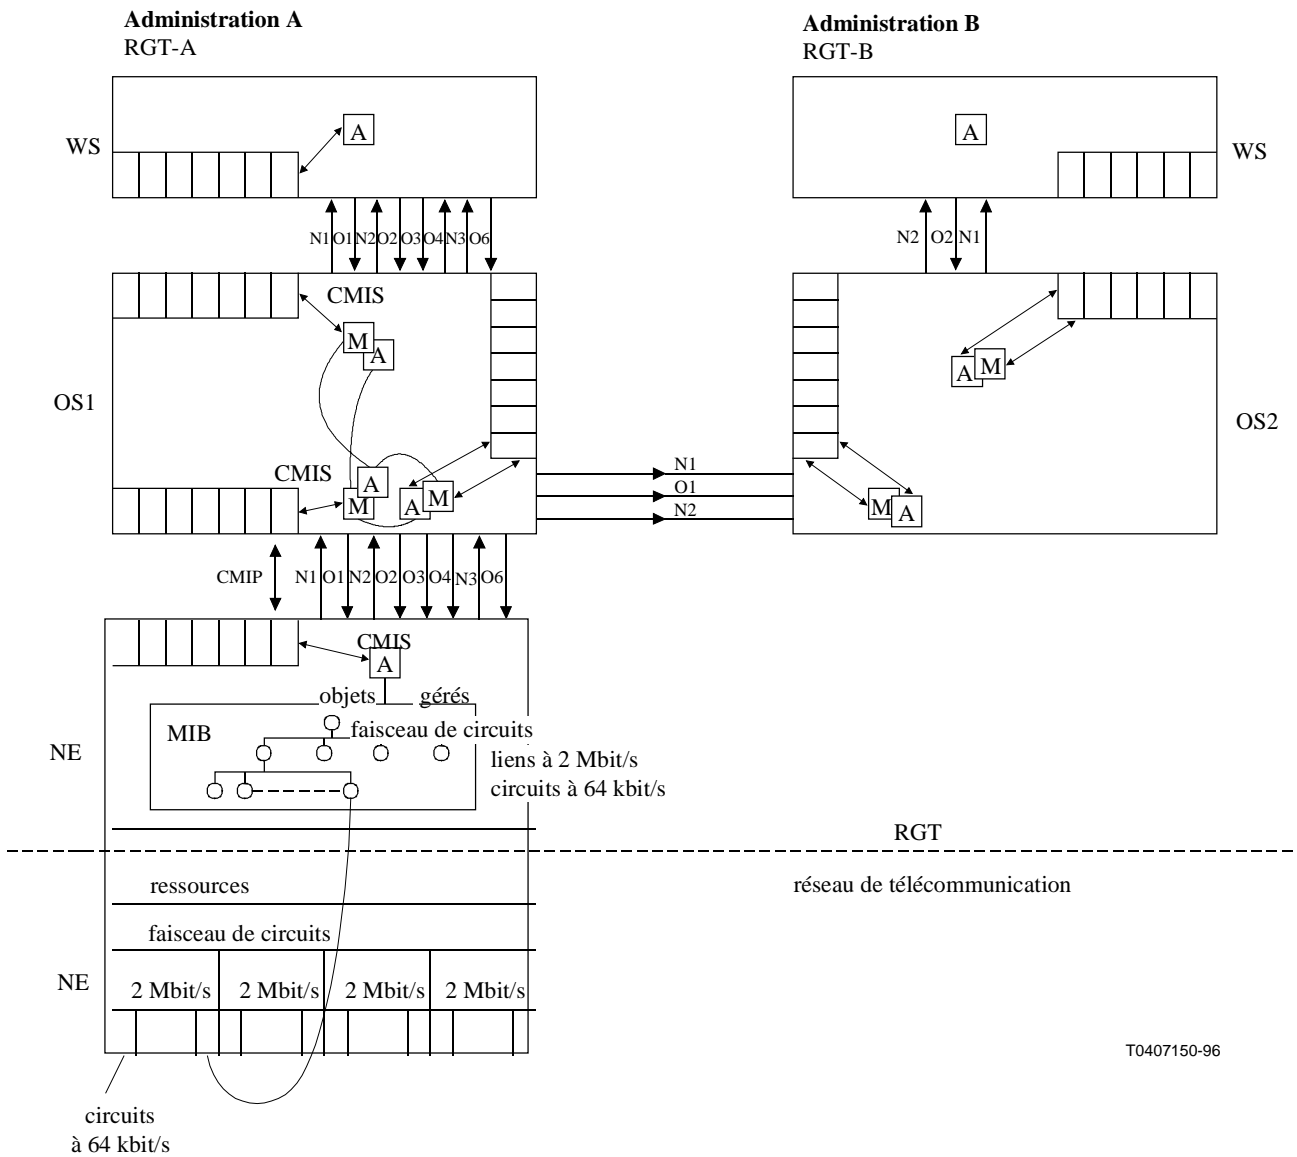 Administration A
RGT-A
Administration B
RGT-B
WS
A
A
WS
N1 O1 N2 O2 O3 O4 N3 O6
N2 O2 N1
CMIS
M
A
OS1
A
M
OS2
CMIS
A
M
A
M
N1
O1
N2
M
A
CMIP
N1 O1 N2 O2 O3 O4 N3 O6
CMIS
A
objets gérés
MIB
faisceau de circuits
NE
liens à 2 Mbit/s
circuits à 64 kbit/s
RGT
ressources
réseau de télécommunication
faisceau de circuits
NE
2 Mbit/s 2 Mbit/s 2 Mbit/s 2 Mbit/s
T0407150-96
circuits
à 64 kbit/s